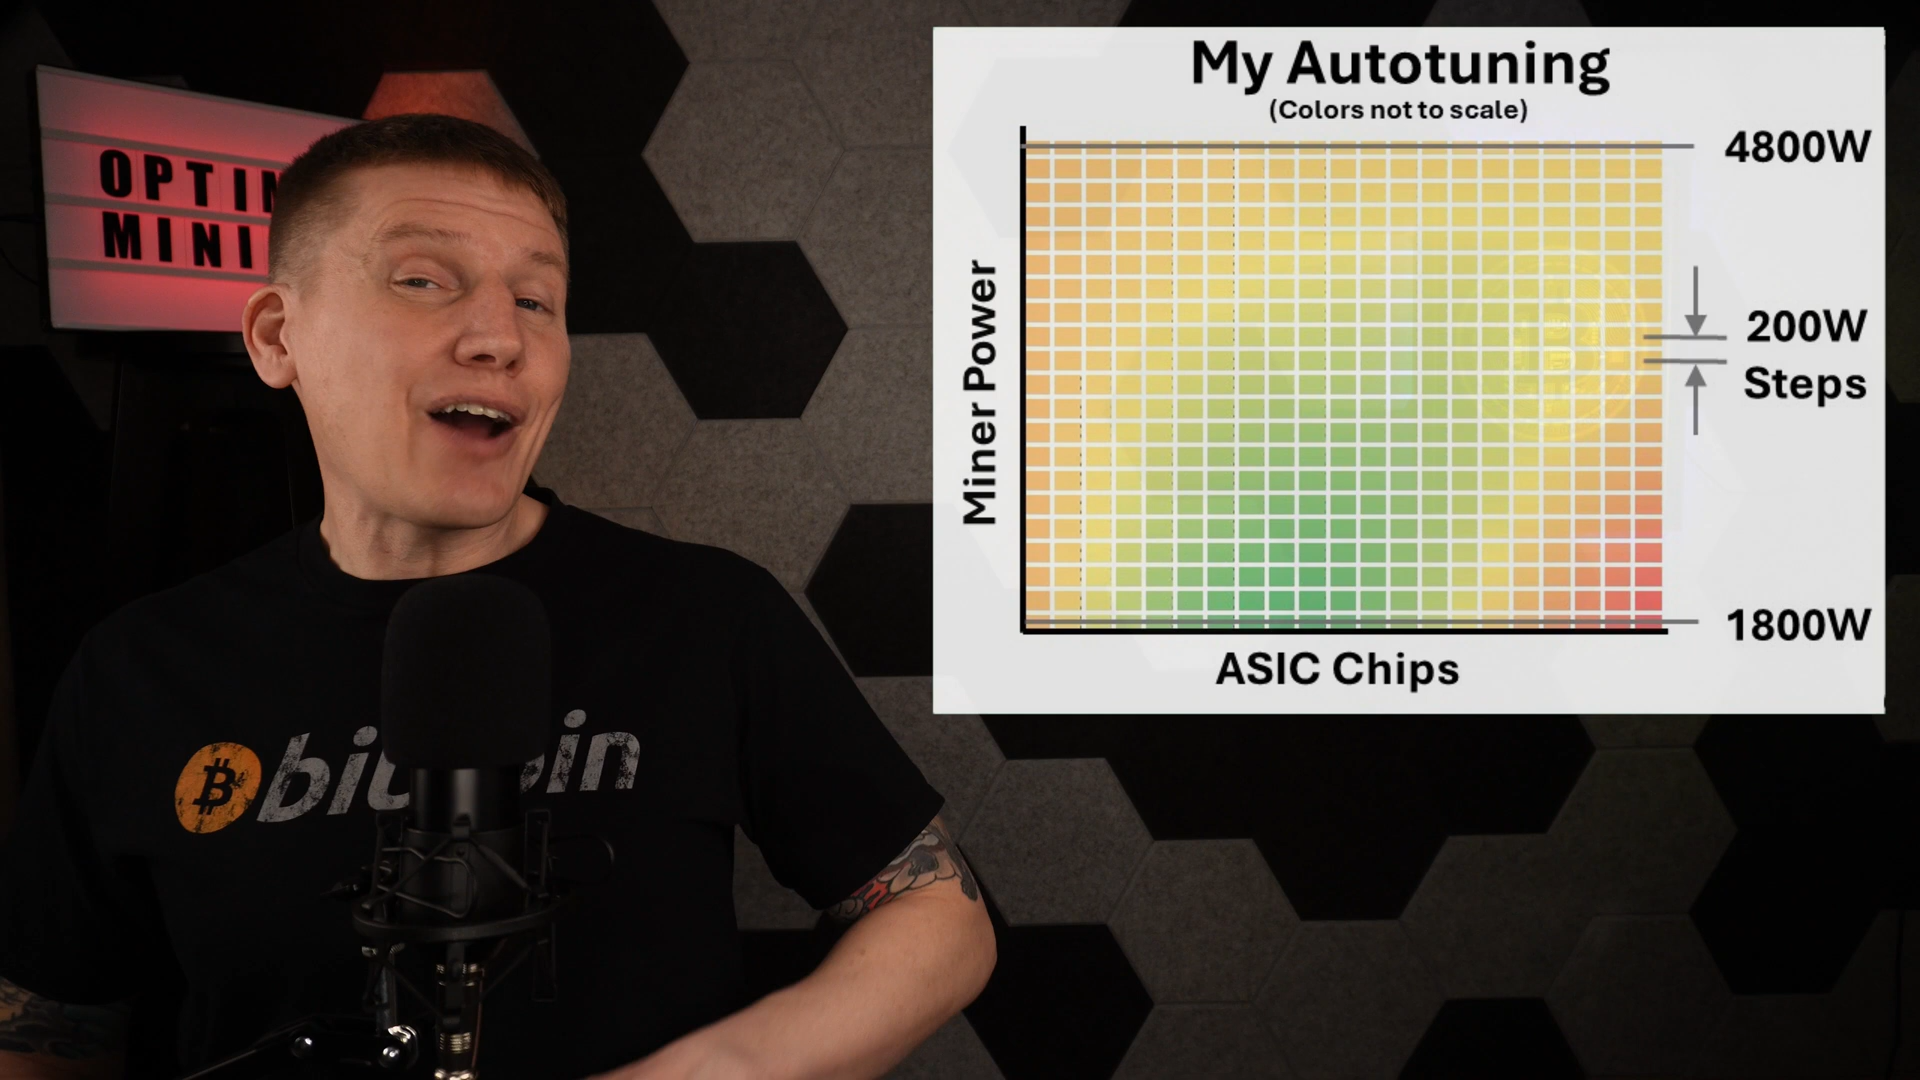 OPTI
MINI
bit in
My Autotuning
(Colors not to scale)
4800W
Miner Power
200W
Steps
1800W
ASIC Chips